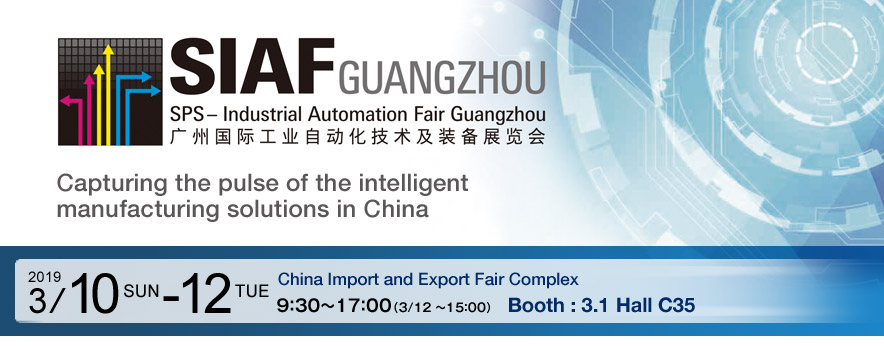 SIAF GUANGZHOU
SPS – Industrial Automation Fair Guangzhou
广州国际工业自动化技术及装备展览会
Capturing the pulse of the intelligent
manufacturing solutions in China
2019
3/10 SUN -12 TUE
China Import and Export Fair Complex
9:30~17:00 (3/12 ~15:00) Booth : 3.1 Hall C35